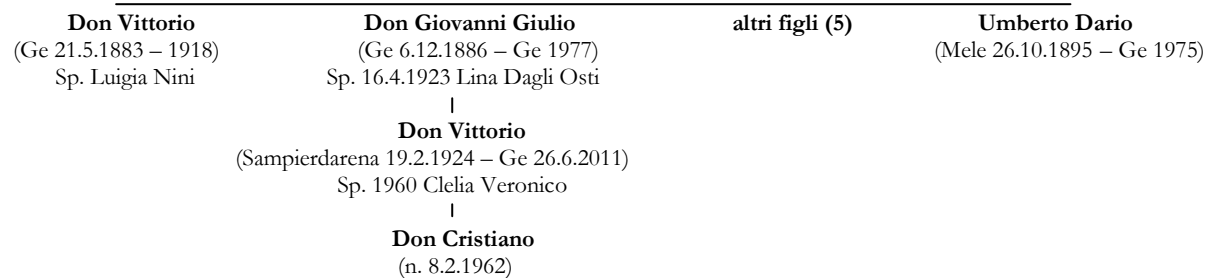 Don Vittorio Don Giovanni Giulio altri figli (5) Umberto Dario
(Ge 21.5.1883 – 1918) (Ge 6.12.1886 – Ge 1977) (Mele 26.10.1895 – Ge 1975)
Sp. Luigia Nini Sp. 16.4.1923 Lina Dagli Osti
Don Vittorio
(Sampierdarena 19.2.1924 – Ge 26.6.2011)
Sp. 1960 Clelia Veronico
Don Cristiano
(n. 8.2.1962)